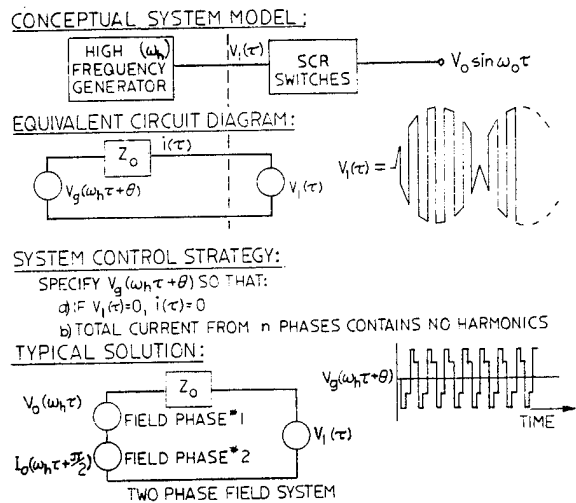 CONCEPTUAL SYSTEM MODEL:
HIGH (ωh)
FREQUENCY
GENERATOR
V₁(τ)
SCR
SWITCHES
V₀ sin ω₀τ
EQUIVALENT CIRCUIT DIAGRAM:
Z₀
i(τ)
Vg(ωhτ+θ)
V₁(τ)
V₁(τ) =
SYSTEM CONTROL STRATEGY:
SPECIFY Vg(ωhτ+θ) SO THAT:
a) IF V₁(τ)=0, i(τ)=0
b) TOTAL CURRENT FROM n PHASES CONTAINS NO HARMONICS
TYPICAL SOLUTION:
Z₀
V₀(ωhτ)
FIELD PHASE #1
I₀(ωhτ+π/2)
FIELD PHASE #2
V₁(τ)
TWO PHASE FIELD SYSTEM
Vg(ωhτ+θ)
TIME